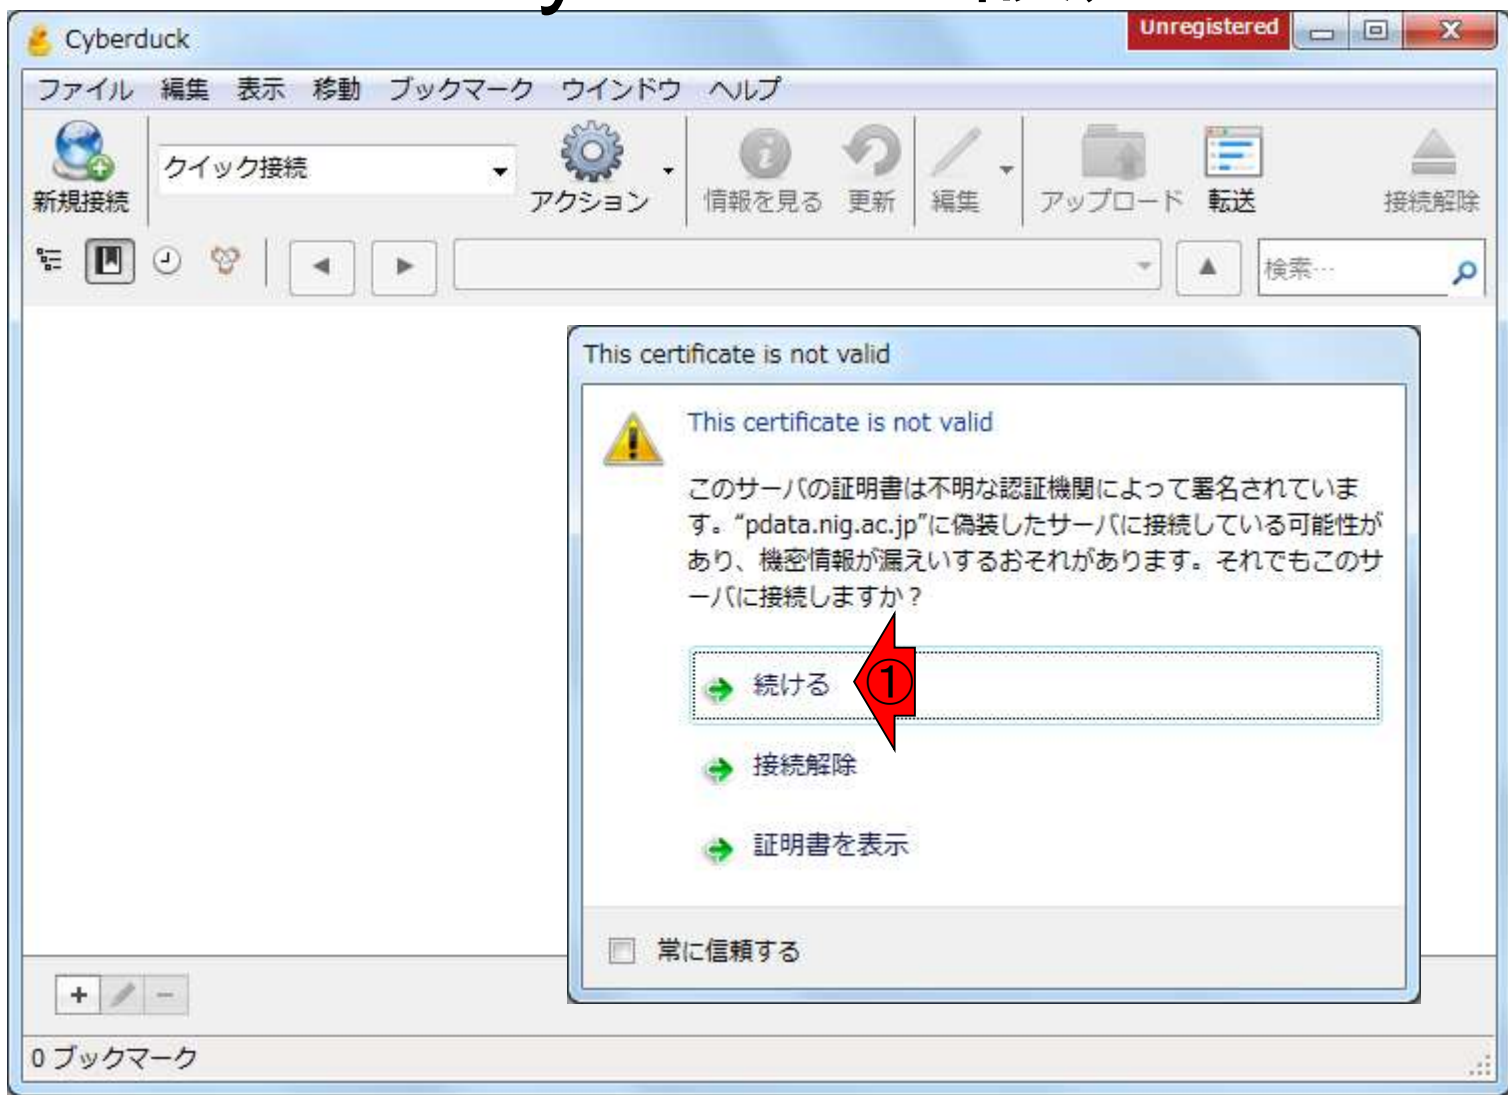 Cyberduck
Unregistered
ファイル 編集 表示 移動 ブックマーク ウインドウ ヘルプ
新規接続
クイック接続
アクション
情報を見る
更新
編集
アップロード
転送
接続解除
検索…
This certificate is not valid
This certificate is not valid
このサーバの証明書は不明な認証機関によって署名されていま
す。“pdata.nig.ac.jp”に偽装したサーバに接続している可能性が
あり、機密情報が漏えいするおそれがあります。それでもこのサ
ーバに接続しますか？
続ける ①
接続解除
証明書を表示
常に信頼する
0 ブックマーク